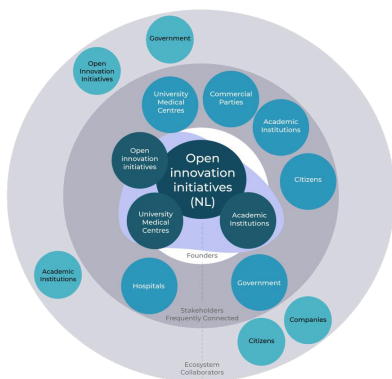 Government
Open
Innovation
Initiatives
University
Medical
Centres
Commercial
Parties
Academic
Institutions
Open
innovation
initiatives
Open
innovation
initiatives
(NL)
Citizens
University
Medical
Centres
Academic
Institutions
Founders
Academic
Institutions
Hospitals
Government
Stakeholders
Frequently Connected
Companies
Citizens
Ecosystem
Collaborators